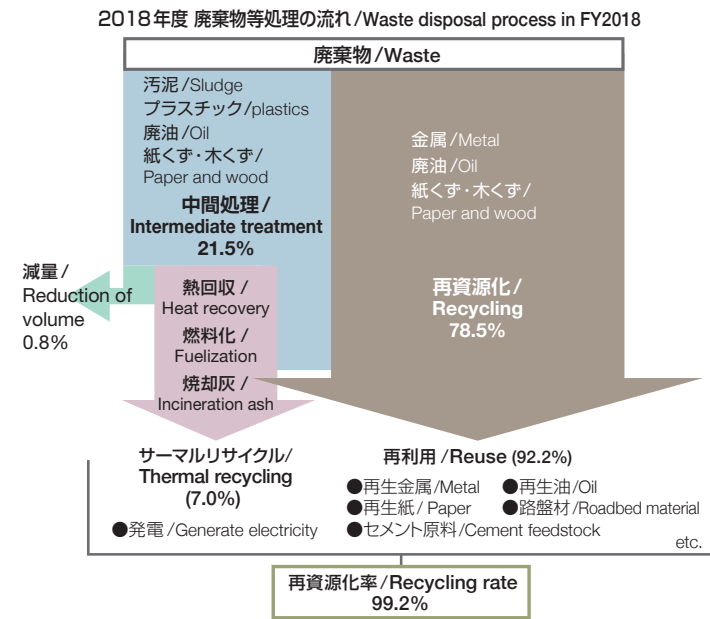 2018年度 廃棄物等処理の流れ/Waste disposal process in FY2018
廃棄物/Waste
汚泥/Sludge
プラスチック/plastics
廃油/Oil
紙くず・木くず/
Paper and wood
中間処理/
Intermediate treatment
21.5%
金属/Metal
廃油/Oil
紙くず・木くず/
Paper and wood
減量/
Reduction of
volume
0.8%
熱回収/
Heat recovery
燃料化/
Fuelization
焼却灰/
Incineration ash
再資源化/
Recycling
78.5%
サーマルリサイクル/
Thermal recycling
(7.0%)
●発電/Generate electricity
再利用/Reuse (92.2%)
●再生金属/Metal ●再生油/Oil
●再生紙/Paper ●路盤材/Roadbed material
●セメント原料/Cement feedstock
etc.
再資源化率/Recycling rate
99.2%